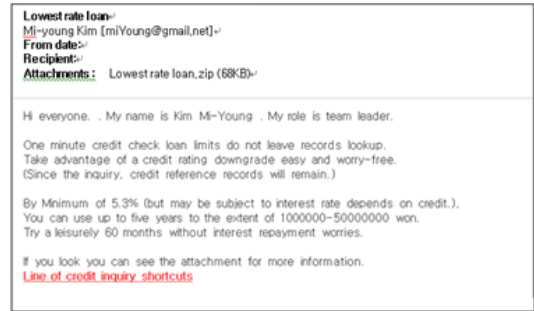 Lowest rate loan
Mi-young Kim [miYoung@gmail,net]
From date:
Recipient:
Attachments : Lowest rate loan, zip (68KB)
Hi everyone. . My name is Kim Mi-Young . My role is team leader.
One minute credit check loan limits do not leave records lookup.
Take advantage of a credit rating downgrade easy and worry-free.
(Since the inquiry, credit reference records will remain.)
By Minimum of 5.3% (but may be subject to interest rate depends on credit.),
You can use up to five years to the extent of 1000000-50000000 won.
Try a leisurely 60 months without interest repayment worries.
If you look you can see the attachment for more information.
Line of credit inquiry shortcuts